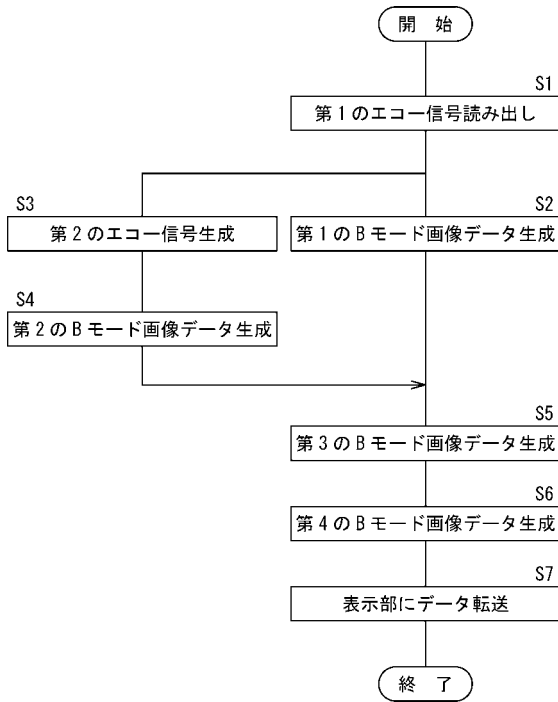 開 始
S1
第1のエコー信号読み出し
S3
第2のエコー信号生成
S2
第1のBモード画像データ生成
S4
第2のBモード画像データ生成
S5
第3のBモード画像データ生成
S6
第4のBモード画像データ生成
S7
表示部にデータ転送
終 了